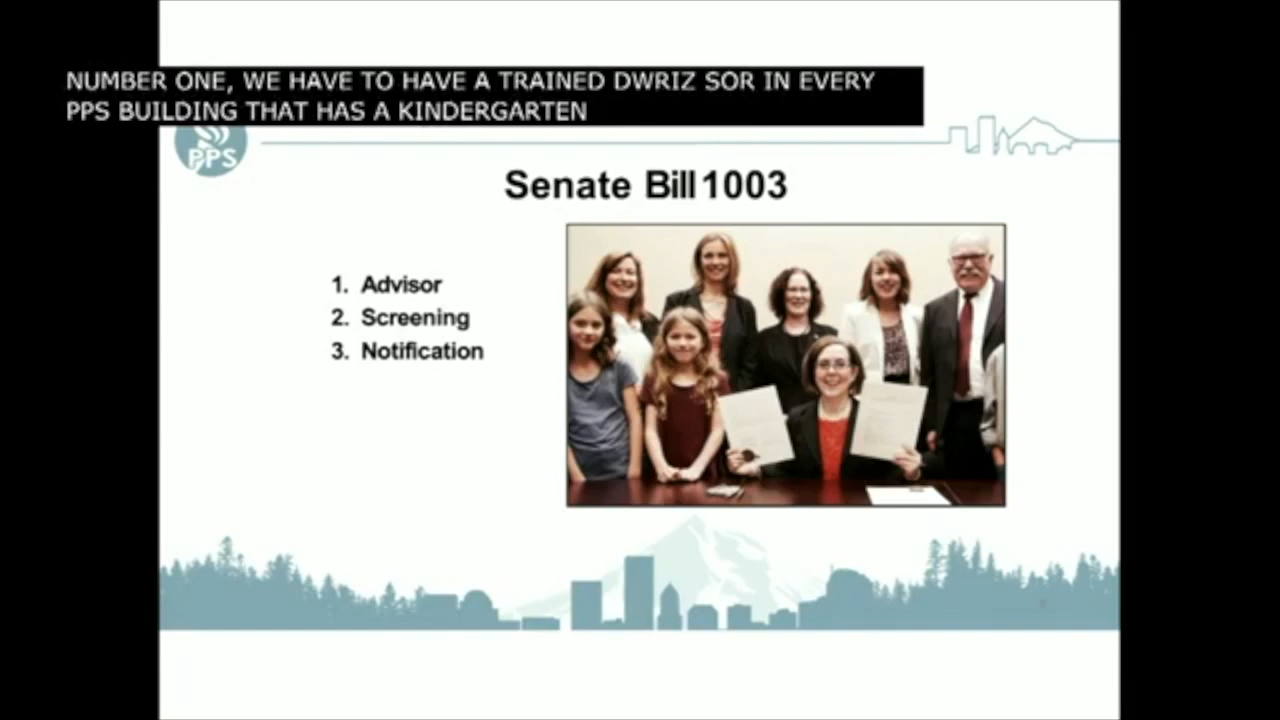 NUMBER ONE, WE HAVE TO HAVE A TRAINED DWRIZ SOR IN EVERY
PPS BUILDING THAT HAS A KINDERGARTEN
PPS
Senate Bill 1003
1. Advisor
2. Screening
3. Notification